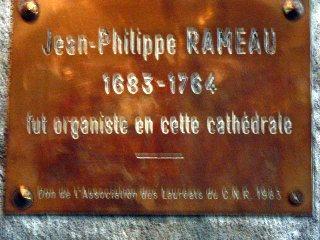 Jean-Philippe RAMEAU
1683-1764
fut organiste en cette cathédrale
Don de l'Association des Lauréats du C.N.R. 1983